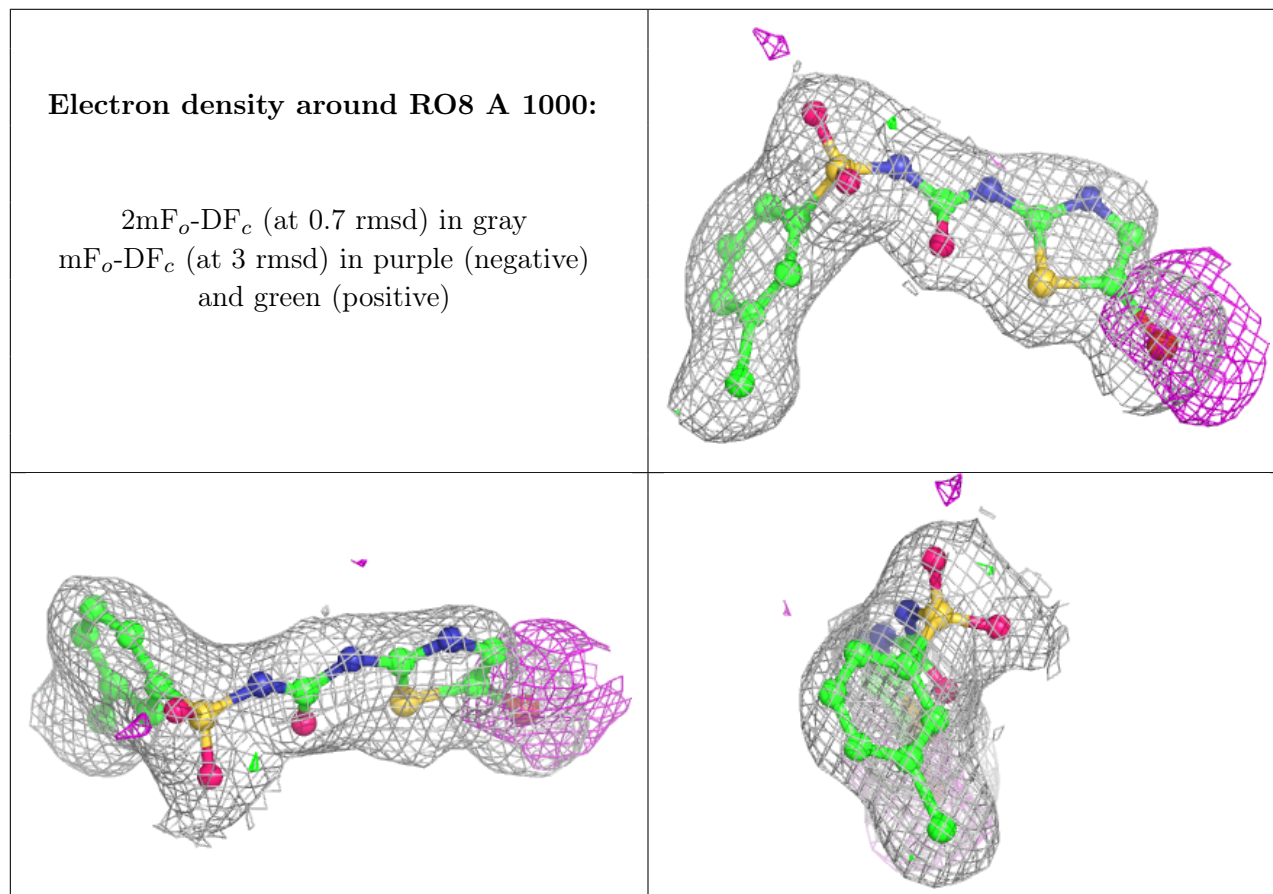 Electron density around RO8 A 1000:
2mFo-DFc (at 0.7 rmsd) in gray
mFo-DFc (at 3 rmsd) in purple (negative)
and green (positive)